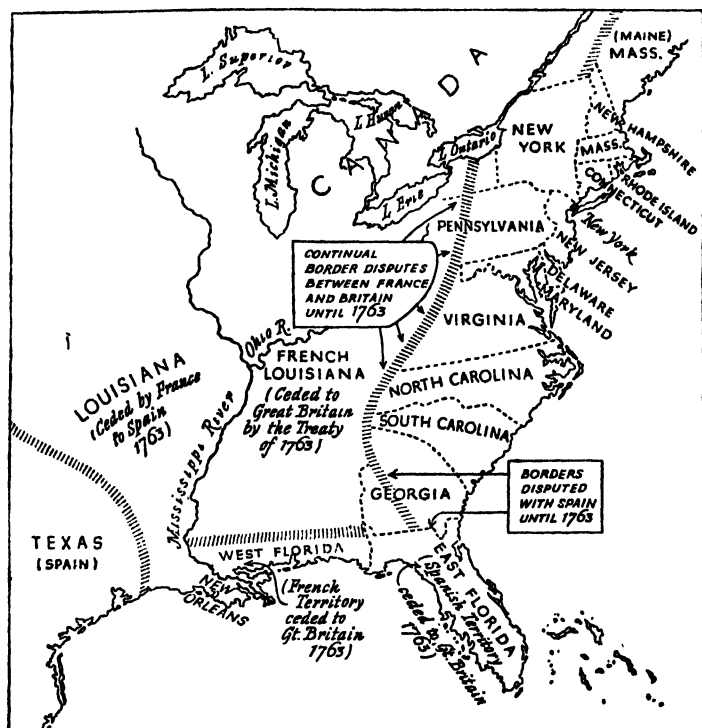 (MAINE)
MASS.
L. Superior
L. Huron
L. Michigan
L. Ontario
L. Erie
CANADA
NEW
YORK
NEW HAMPSHIRE
MASS.
RHODE ISLAND
CONNECTICUT
New York
PENNSYLVANIA
NEW JERSEY
DELAWARE
MARYLAND
CONTINUAL
BORDER DISPUTES
BETWEEN FRANCE
AND BRITAIN
UNTIL 1763
VIRGINIA
Ohio R.
LOUISIANA
(Ceded by France
to Spain
1763)
FRENCH
LOUISIANA
(Ceded to
Great Britain
by the Treaty
of 1763)
NORTH CAROLINA
SOUTH CAROLINA
Mississippi River
GEORGIA
BORDERS
DISPUTED
WITH SPAIN
UNTIL 1763
TEXAS
(SPAIN)
WEST FLORIDA
NEW
ORLEANS
(French
Territory
ceded to
Gt. Britain
1763)
EAST FLORIDA
(Spanish Territory
ceded to Gt. Britain
1763)